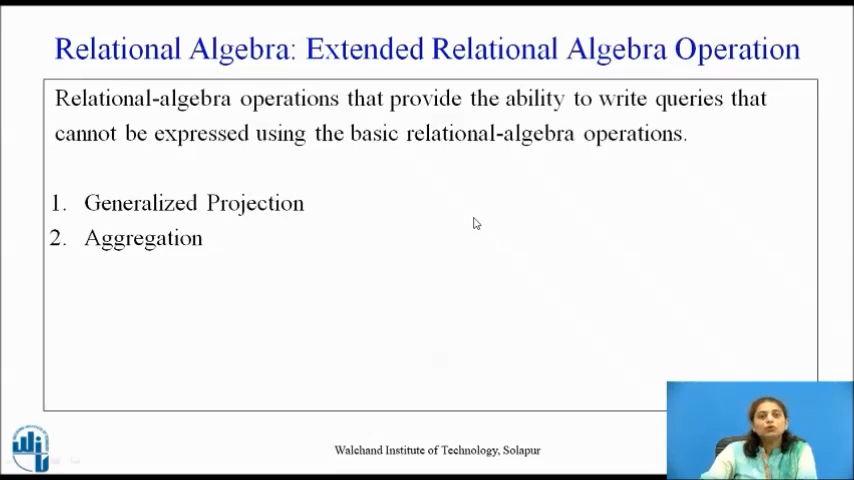 Relational Algebra: Extended Relational Algebra Operation
Relational-algebra operations that provide the ability to write queries that
cannot be expressed using the basic relational-algebra operations.
1. Generalized Projection
2. Aggregation
Walchand Institute of Technology, Solapur